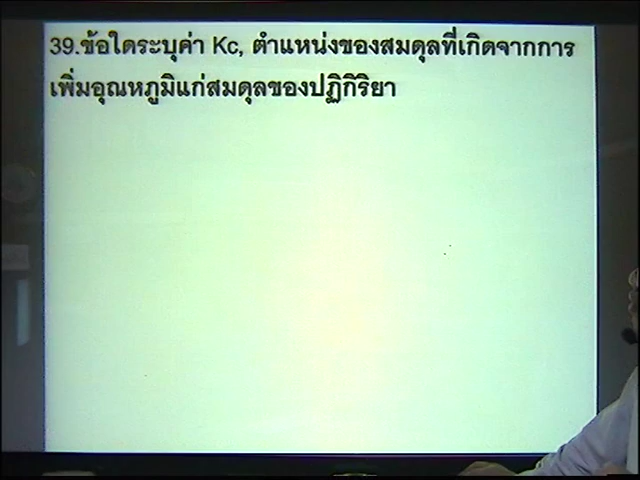 39.ข้อใดระบุค่า Kc, ตำแหน่งของสมดุลที่เกิดจากการ
เพิ่มอุณหภูมิแก่สมดุลของปฏิกิริยา